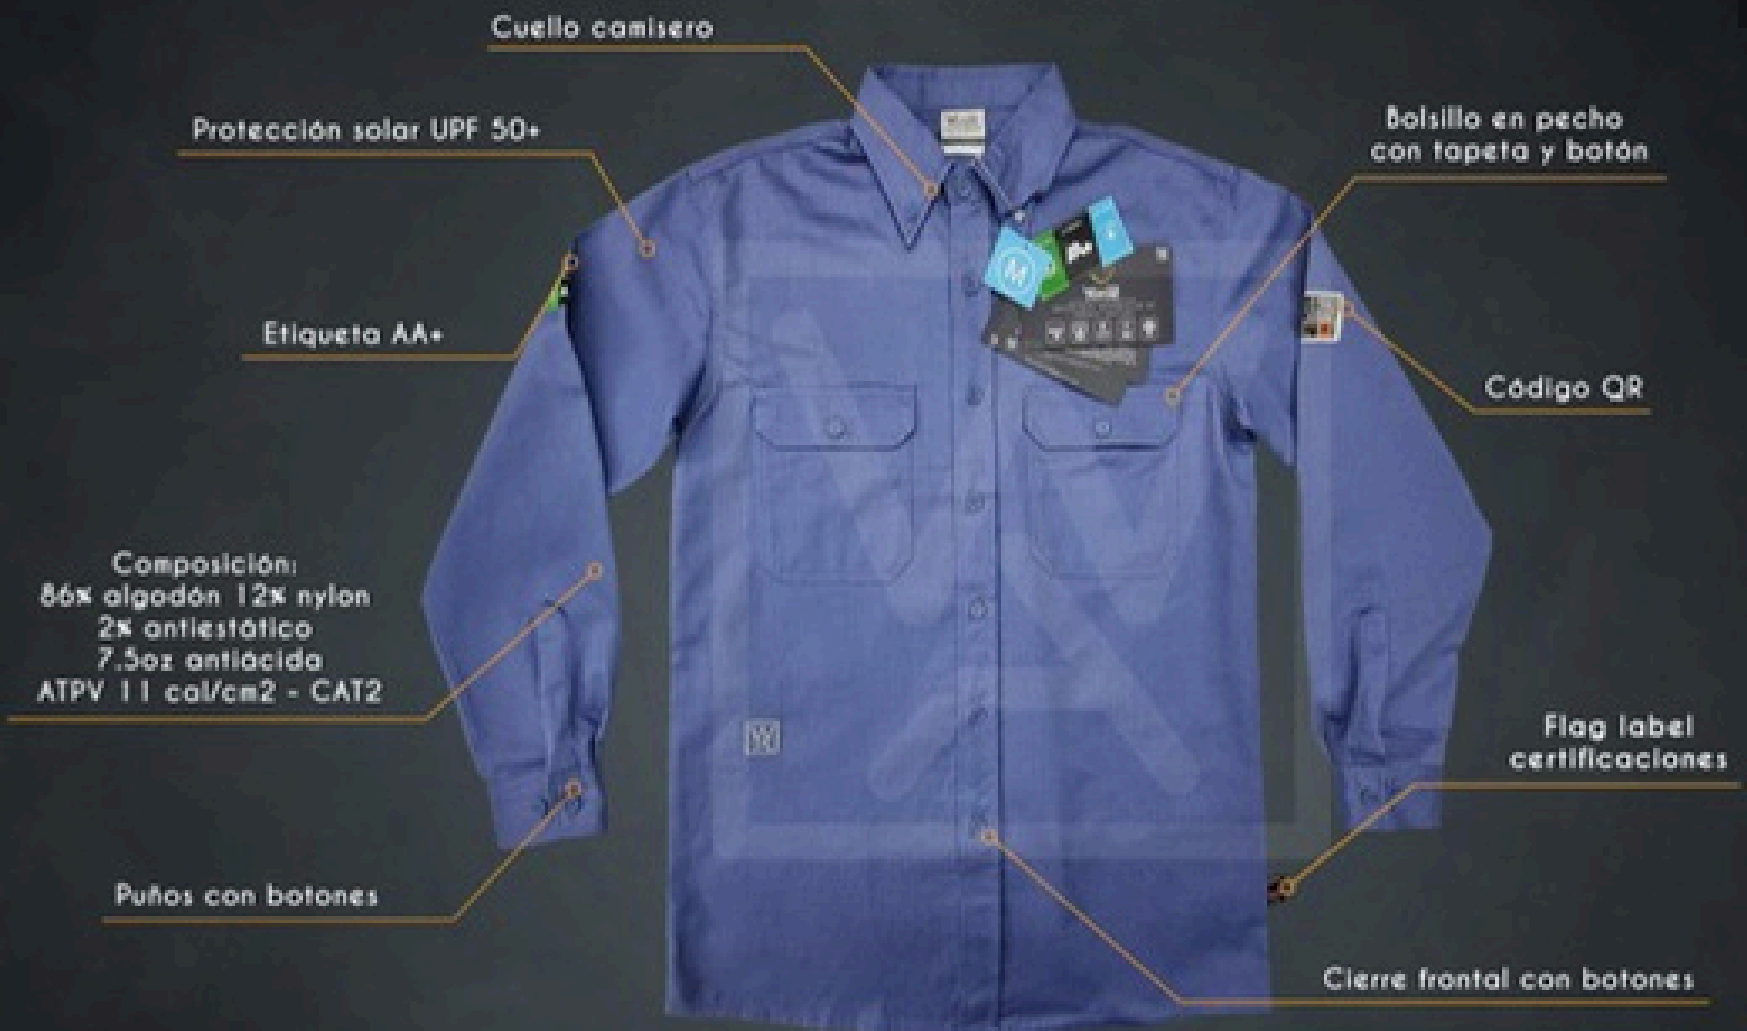 Cuello camisero
Protección solar UPF 50+
Bolsillo en pecho
con tapeta y botón
Etiqueta AA+
M
Código QR
Composición:
86% algodón 12% nylon
2% antiestático
7.5oz antiácida
ATPV 11 cal/cm2 - CAT2
Flag label
certificaciones
Puños con botones
Cierre frontal con botones